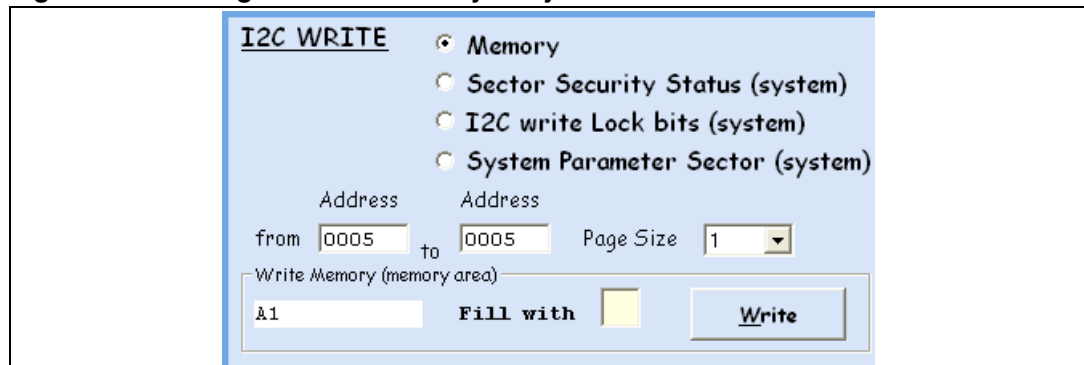 I2C WRITE
Memory
Sector Security Status (system)
I2C write Lock bits (system)
System Parameter Sector (system)
Address Address
from 0005 to 0005 Page Size 1
Write Memory (memory area)
A1 Fill with Write